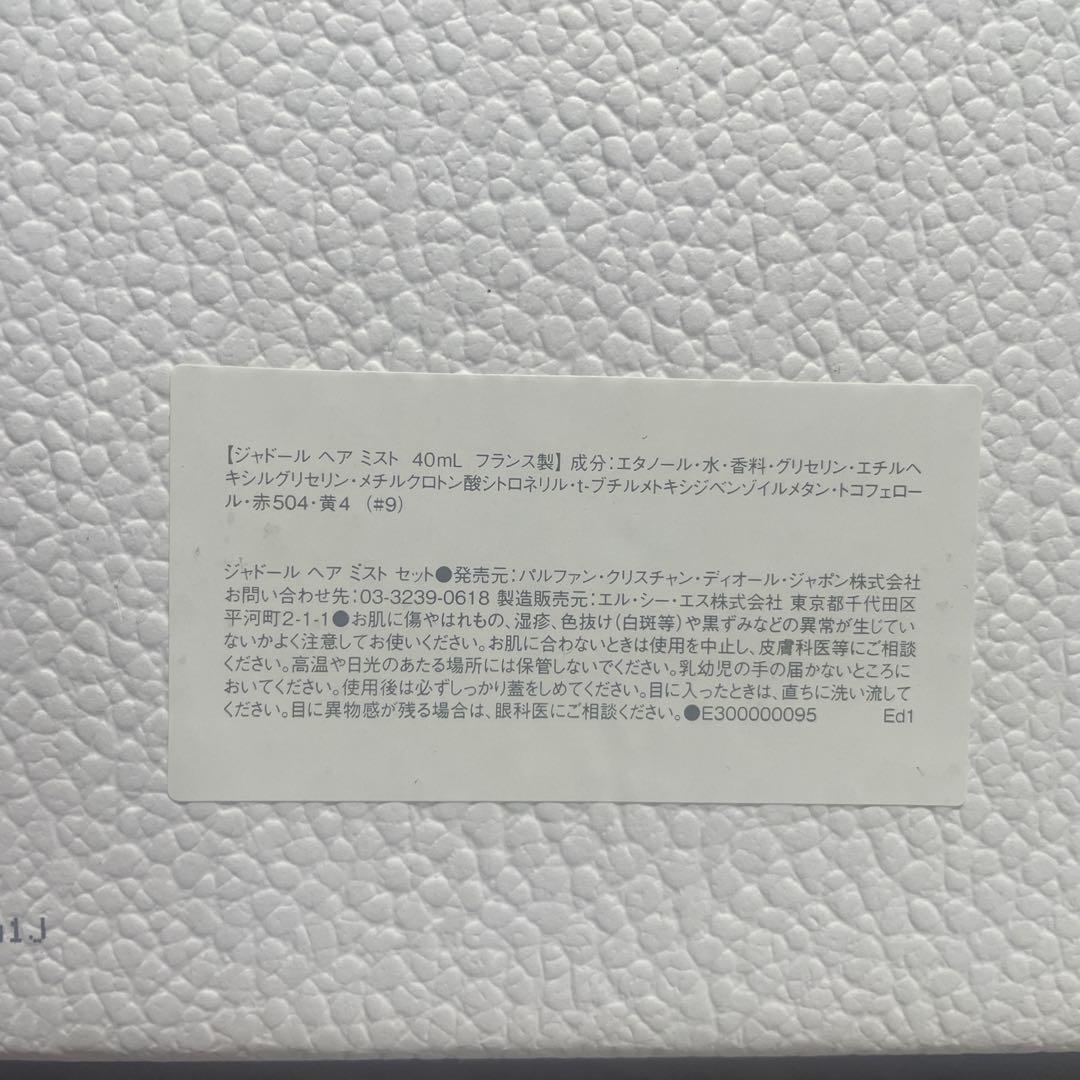 【ジャドール ヘア ミスト 40mL フランス製】 成分：エタノール・水・香料・グリセリン・エチルヘ
キシルグリセリン・メチルクロトン酸シトロネリル・t-ブチルメトキシジベンゾイルメタン・トコフェロー
ル・赤504・黄4 （#9）
ジャドール ヘア ミスト セット●発売元：パルファン・クリスチャン・ディオール・ジャポン株式会社
お問い合わせ先：03-3239-0618 製造販売元：エル・シー・エス株式会社 東京都千代田区
平河町2-1-1●お肌に傷やはれもの、湿疹、色抜け（白斑等）や黒ずみなどの異常が生じてい
ないかよく注意してお使いください。お肌に合わないときは使用を中止し、皮膚科医等にご相談
ください。高温や日光のあたる場所には保管しないでください。乳幼児の手の届かないところに
おいてください。使用後は必ずしっかり蓋をしめてください。目に入ったときは、直ちに洗い流して
ください。目に異物感が残る場合は、眼科医にご相談ください。●E300000095 Ed1